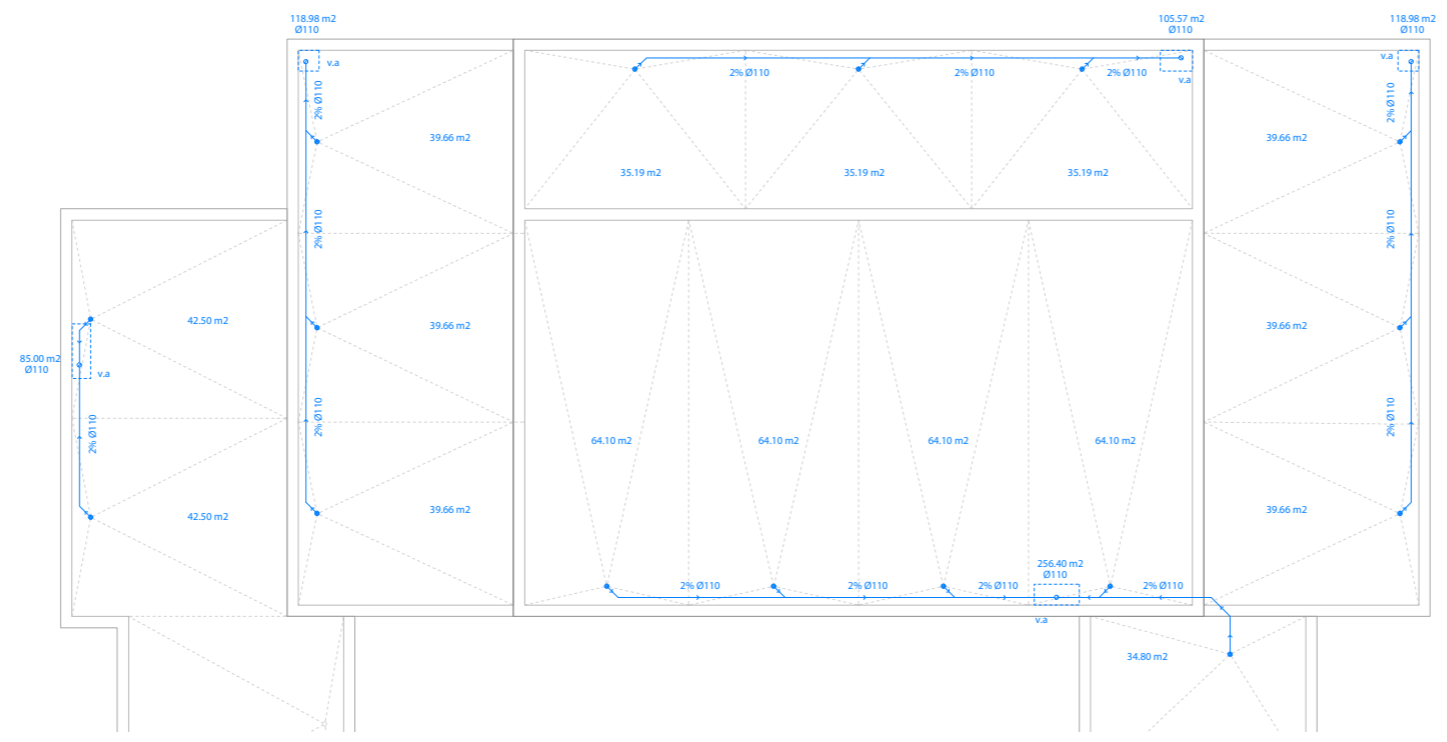 118.98 m2
Ø110
105.57 m2
Ø110
118.98 m2
Ø110
v.a
v.a
v.a
2% Ø110
2% Ø110
2% Ø110
2% Ø110
2% Ø110
39.66 m2
39.66 m2
35.19 m2
35.19 m2
35.19 m2
2% Ø110
2% Ø110
42.50 m2
39.66 m2
39.66 m2
85.00 m2
Ø110
v.a
2% Ø110
2% Ø110
2% Ø110
64.10 m2
64.10 m2
64.10 m2
64.10 m2
42.50 m2
39.66 m2
39.66 m2
256.40 m2
Ø110
2% Ø110
2% Ø110
2% Ø110
2% Ø110
v.a
34.80 m2